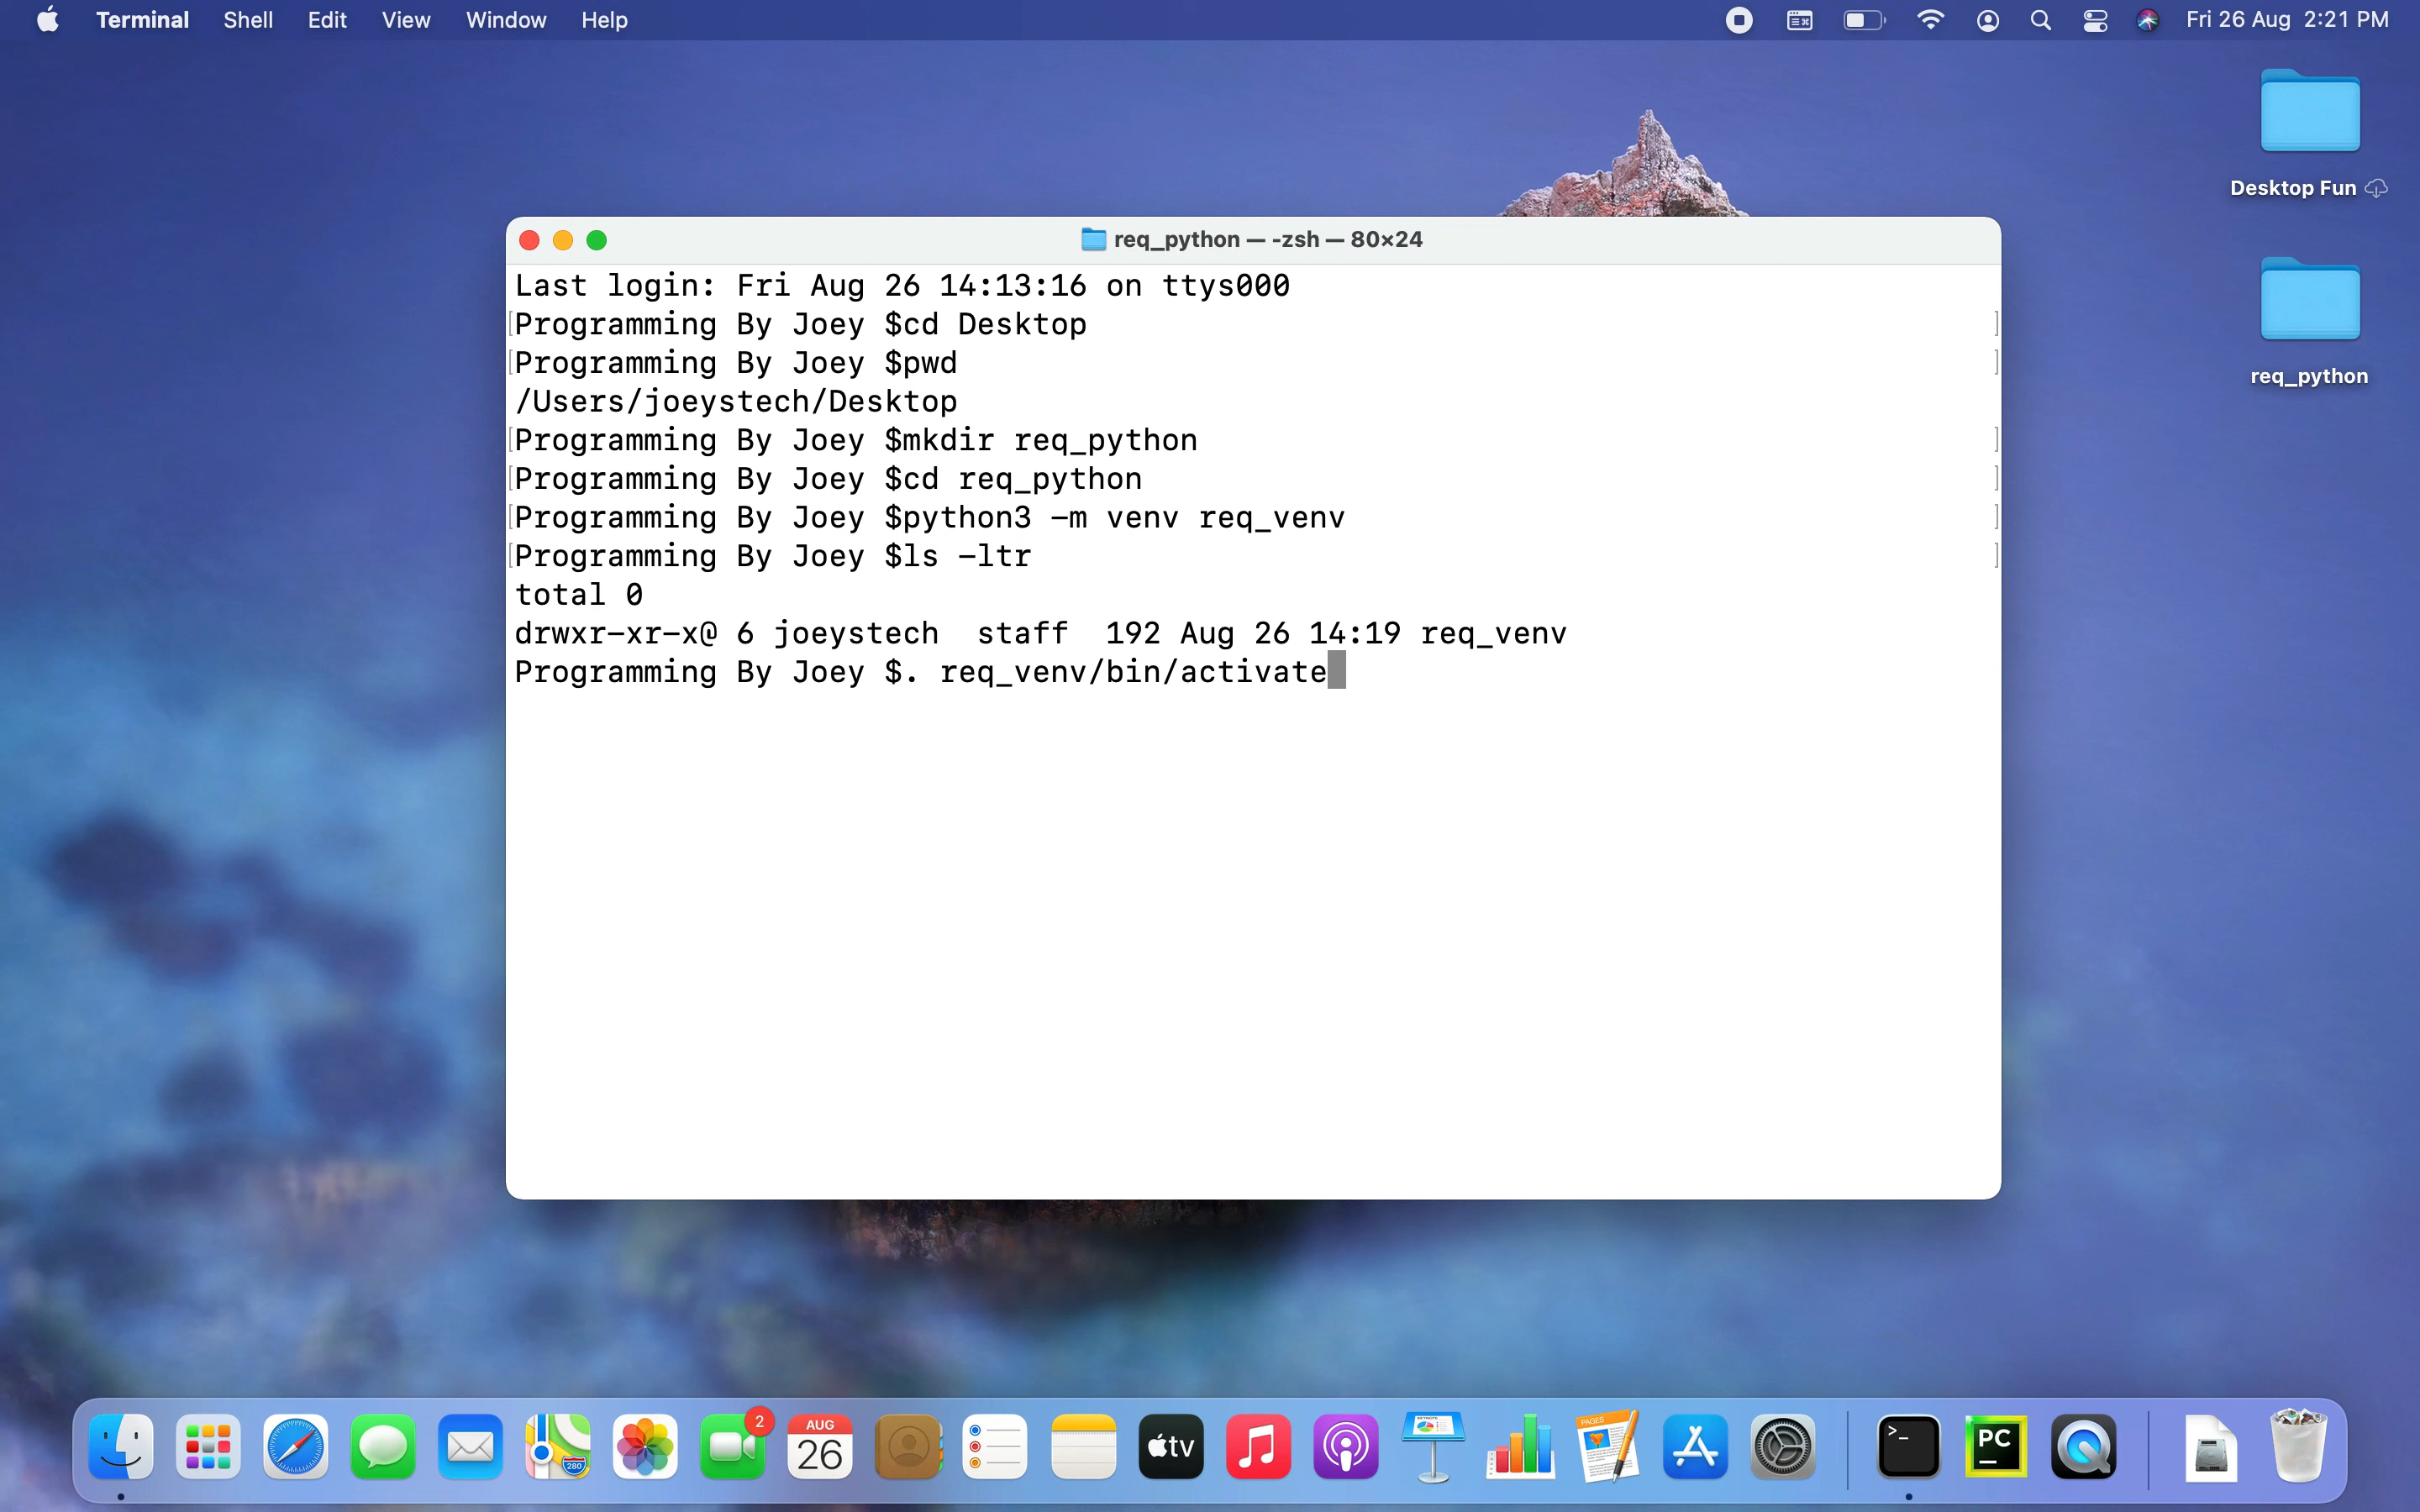 Terminal Shell Edit View Window Help Fri 26 Aug 2:21 PM
Desktop Fun
req_python
req_python — -zsh — 80×24
Last login: Fri Aug 26 14:13:16 on ttys000
[Programming By Joey $cd Desktop ]
[Programming By Joey $pwd ]
/Users/joeystech/Desktop
[Programming By Joey $mkdir req_python ]
[Programming By Joey $cd req_python ]
[Programming By Joey $python3 -m venv req_venv ]
[Programming By Joey $ls -ltr ]
total 0
drwxr-xr-x@ 6 joeystech  staff  192 Aug 26 14:19 req_venv
Programming By Joey $. req_venv/bin/activate
280
2
AUG
26
tv
PAGES
>_
PC